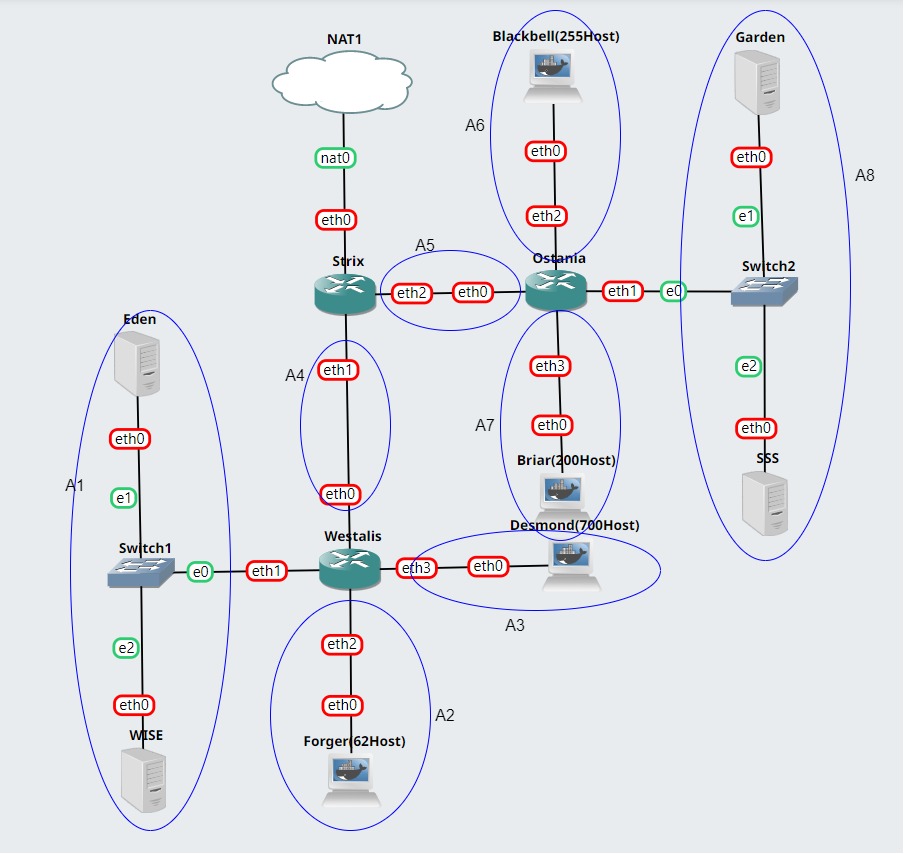 NAT1
Blackbell(255Host)
Garden
A6
nat0
eth0
eth0
A8
eth0
eth2
e1
A5
Strix
Ostania
Switch2
eth2
eth0
eth1
e0
Eden
A4
eth1
eth3
e2
A7
eth0
eth0
eth0
Briar(200Host)
SSS
A1
e1
eth0
Desmond(700Host)
Westalis
Switch1
e0
eth1
eth3
eth0
A3
e2
eth2
eth0
eth0
A2
WISE
Forger(62Host)